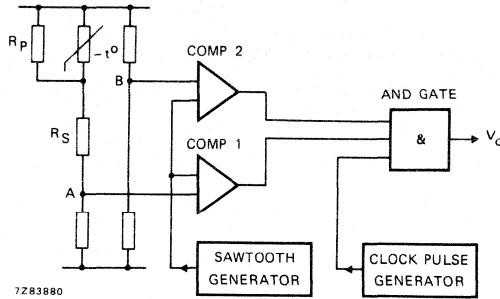 COMP 2
R_P
-t°
B
AND GATE
R_S
COMP 1
&
V_O
A
SAWTOOTH
GENERATOR
CLOCK PULSE
GENERATOR
7Z83880